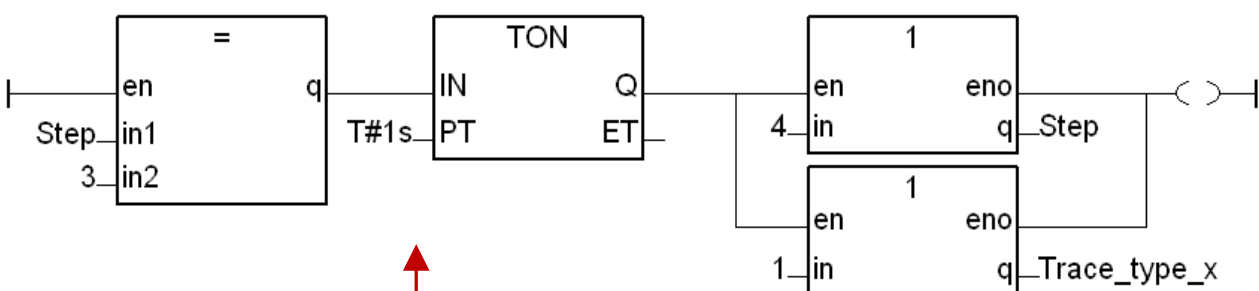 = TON 1
en q IN Q en eno
Step in1 T#1s PT ET 4 in q Step
3 in2
1
en eno
1 in q Trace_type_x